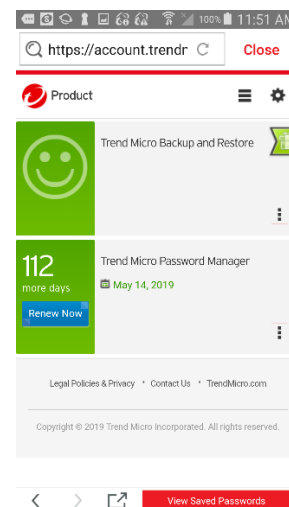 100% 11:51 AM
https://account.trendr
Close
Product
Trend Micro Backup and Restore
112
more days
Renew Now
Trend Micro Password Manager
May 14, 2019
Legal Policies & Privacy • Contact Us • TrendMicro.com
Copyright © 2019 Trend Micro Incorporated. All rights reserved.
View Saved Passwords